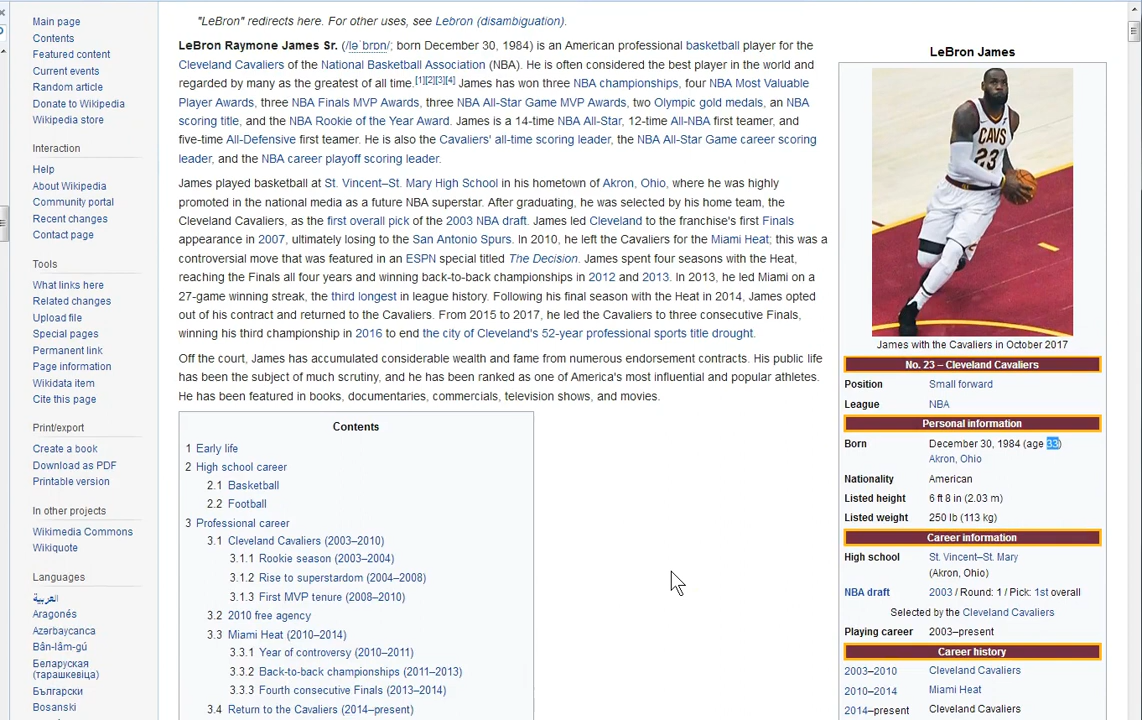 Main page
Contents
Featured content
Current events
Random article
Donate to Wikipedia
Wikipedia store
Interaction
Help
About Wikipedia
Community portal
Recent changes
Contact page
Tools
What links here
Related changes
Upload file
Special pages
Permanent link
Page information
Wikidata item
Cite this page
Print/export
Create a book
Download as PDF
Printable version
In other projects
Wikimedia Commons
Wikiquote
Languages
العربية
Aragonés
Azərbaycanca
Bân-lâm-gú
Беларуская
(тарашкевіца)
Български
Bosanski
"LeBron" redirects here. For other uses, see Lebron (disambiguation).
LeBron Raymone James Sr. (/ləˈbrɒn/; born December 30, 1984) is an American professional basketball player for the
Cleveland Cavaliers of the National Basketball Association (NBA). He is often considered the best player in the world and
regarded by many as the greatest of all time.[1][2][3][4] James has won three NBA championships, four NBA Most Valuable
Player Awards, three NBA Finals MVP Awards, three NBA All-Star Game MVP Awards, two Olympic gold medals, an NBA
scoring title, and the NBA Rookie of the Year Award. James is a 14-time NBA All-Star, 12-time All-NBA first teamer, and
five-time All-Defensive first teamer. He is also the Cavaliers' all-time scoring leader, the NBA All-Star Game career scoring
leader, and the NBA career playoff scoring leader.
James played basketball at St. Vincent–St. Mary High School in his hometown of Akron, Ohio, where he was highly
promoted in the national media as a future NBA superstar. After graduating, he was selected by his home team, the
Cleveland Cavaliers, as the first overall pick of the 2003 NBA draft. James led Cleveland to the franchise's first Finals
appearance in 2007, ultimately losing to the San Antonio Spurs. In 2010, he left the Cavaliers for the Miami Heat; this was a
controversial move that was featured in an ESPN special titled The Decision. James spent four seasons with the Heat,
reaching the Finals all four years and winning back-to-back championships in 2012 and 2013. In 2013, he led Miami on a
27-game winning streak, the third longest in league history. Following his final season with the Heat in 2014, James opted
out of his contract and returned to the Cavaliers. From 2015 to 2017, he led the Cavaliers to three consecutive Finals,
winning his third championship in 2016 to end the city of Cleveland's 52-year professional sports title drought.
Off the court, James has accumulated considerable wealth and fame from numerous endorsement contracts. His public life
has been the subject of much scrutiny, and he has been ranked as one of America's most influential and popular athletes.
He has been featured in books, documentaries, commercials, television shows, and movies.
Contents
1 Early life
2 High school career
2.1 Basketball
2.2 Football
3 Professional career
3.1 Cleveland Cavaliers (2003–2010)
3.1.1 Rookie season (2003–2004)
3.1.2 Rise to superstardom (2004–2008)
3.1.3 First MVP tenure (2008–2010)
3.2 2010 free agency
3.3 Miami Heat (2010–2014)
3.3.1 Year of controversy (2010–2011)
3.3.2 Back-to-back championships (2011–2013)
3.3.3 Fourth consecutive Finals (2013–2014)
3.4 Return to the Cavaliers (2014–present)
LeBron James
CAVS
23
James with the Cavaliers in October 2017
No. 23 – Cleveland Cavaliers
Position Small forward
League NBA
Personal information
Born December 30, 1984 (age 33)
Akron, Ohio
Nationality American
Listed height 6 ft 8 in (2.03 m)
Listed weight 250 lb (113 kg)
Career information
High school St. Vincent–St. Mary
(Akron, Ohio)
NBA draft 2003 / Round: 1 / Pick: 1st overall
Selected by the Cleveland Cavaliers
Playing career 2003–present
Career history
2003–2010 Cleveland Cavaliers
2010–2014 Miami Heat
2014–present Cleveland Cavaliers